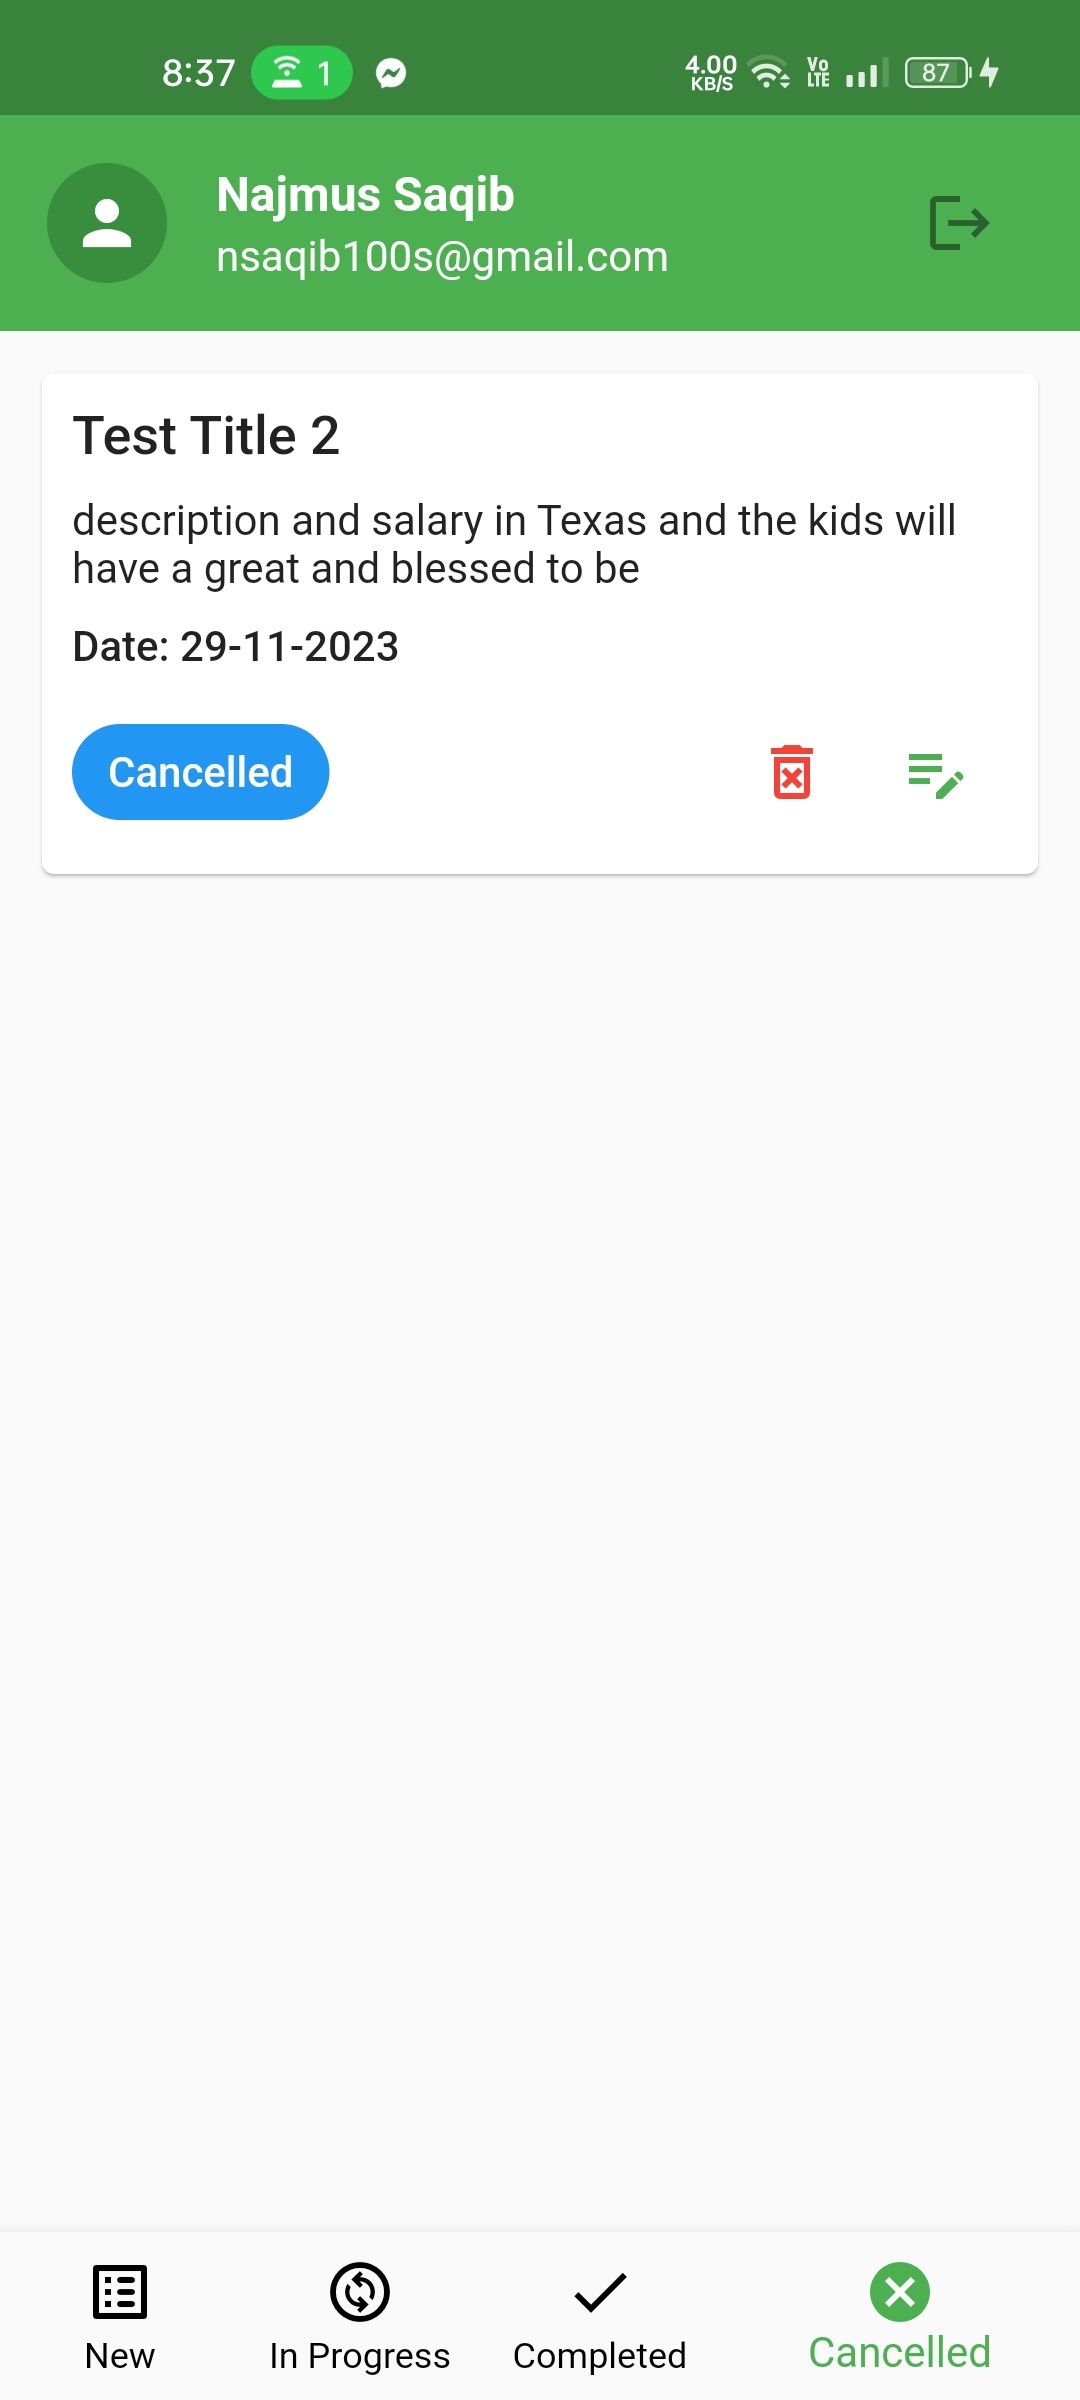 8:37 1 4.00 KB/S Vo LTE 87
Najmus Saqib
nsaqib100s@gmail.com
Test Title 2
description and salary in Texas and the kids will
have a great and blessed to be
Date: 29-11-2023
Cancelled
New In Progress Completed Cancelled